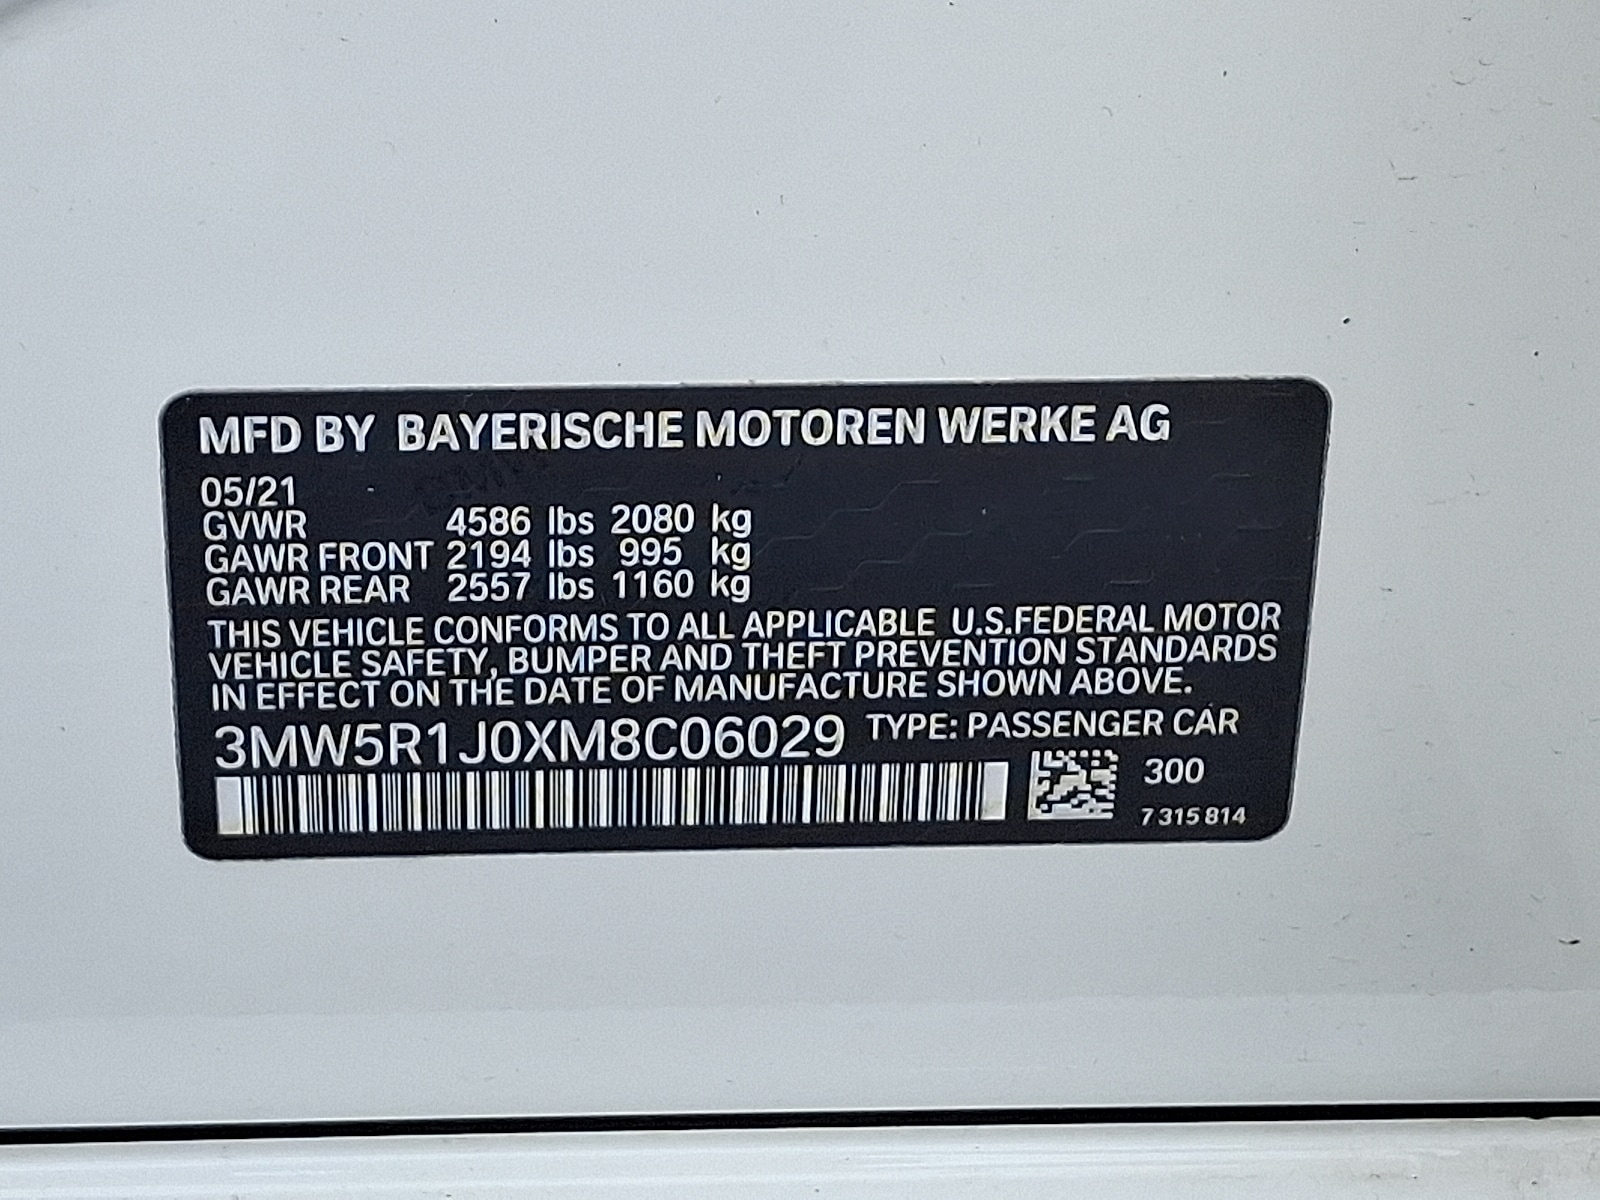 MFD BY BAYERISCHE MOTOREN WERKE AG
05/21
GVWR 4586 lbs 2080 kg
GAWR FRONT 2194 lbs 995 kg
GAWR REAR 2557 lbs 1160 kg
THIS VEHICLE CONFORMS TO ALL APPLICABLE U.S.FEDERAL MOTOR
VEHICLE SAFETY, BUMPER AND THEFT PREVENTION STANDARDS
IN EFFECT ON THE DATE OF MANUFACTURE SHOWN ABOVE.
3MW5R1J0XM8C06029 TYPE: PASSENGER CAR
300
7 315 814